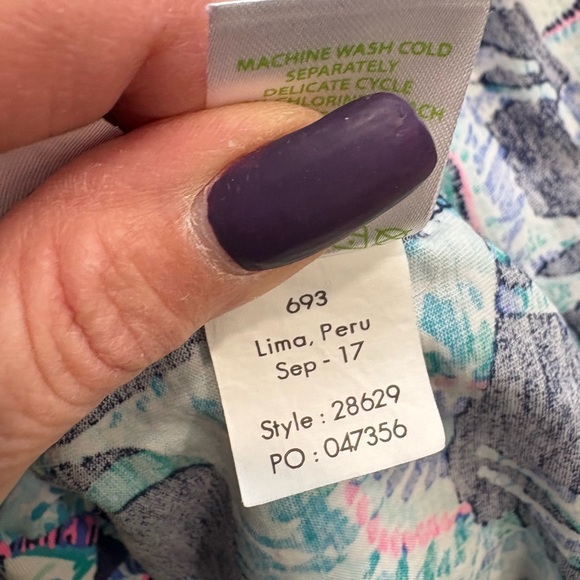 MACHINE WASH COLD
SEPARATELY
DELICATE CYCLE
693
Lima, Peru
Sep - 17
Style : 28629
PO : 047356